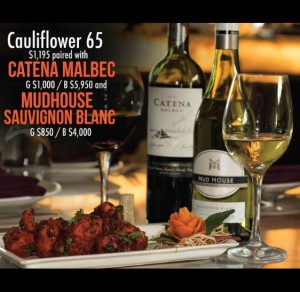 Cauliflower 65
$1,195 paired with
CATENA MALBEC
G $1,000 / B $5,950 and
MUDHOUSE
SAUVIGNON BLANC
G $850 / B $4,000
CATENA
MALBEC
MUD HOUSE